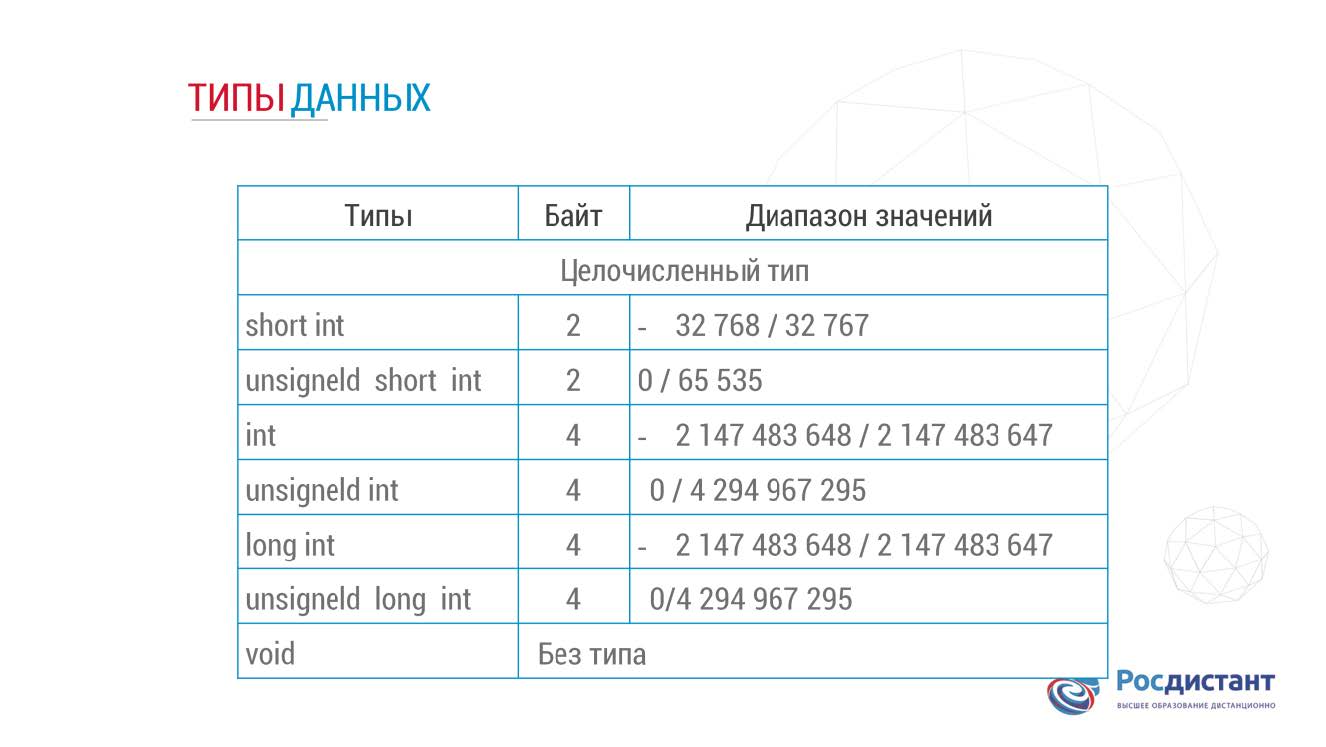 ТИПЫ ДАННЫХ
Типы Байт Диапазон значений
Целочисленный тип
short int 2 - 32 768 / 32 767
unsigneld short int 2 0 / 65 535
int 4 - 2 147 483 648 / 2 147 483 647
unsigneld int 4 0 / 4 294 967 295
long int 4 - 2 147 483 648 / 2 147 483 647
unsigneld long int 4 0/4 294 967 295
void Без типа
Росдистант
ВЫСШЕЕ ОБРАЗОВАНИЕ ДИСТАНЦИОННО